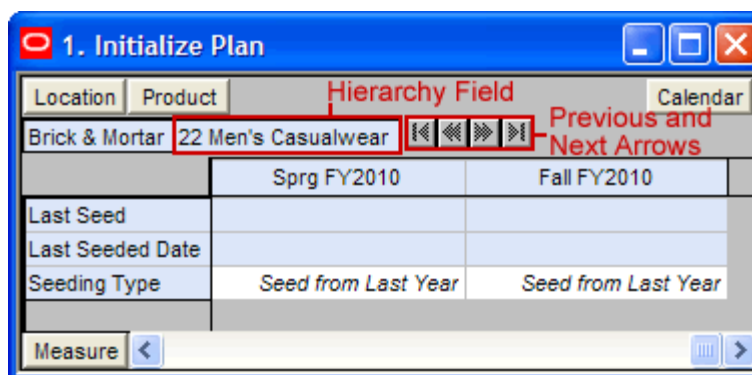 1. Initialize Plan
Location Product Hierarchy Field Calendar
Brick & Mortar 22 Men's Casualwear Previous and Next Arrows
Sprg FY2010 Fall FY2010
Last Seed
Last Seeded Date
Seeding Type Seed from Last Year Seed from Last Year
Measure